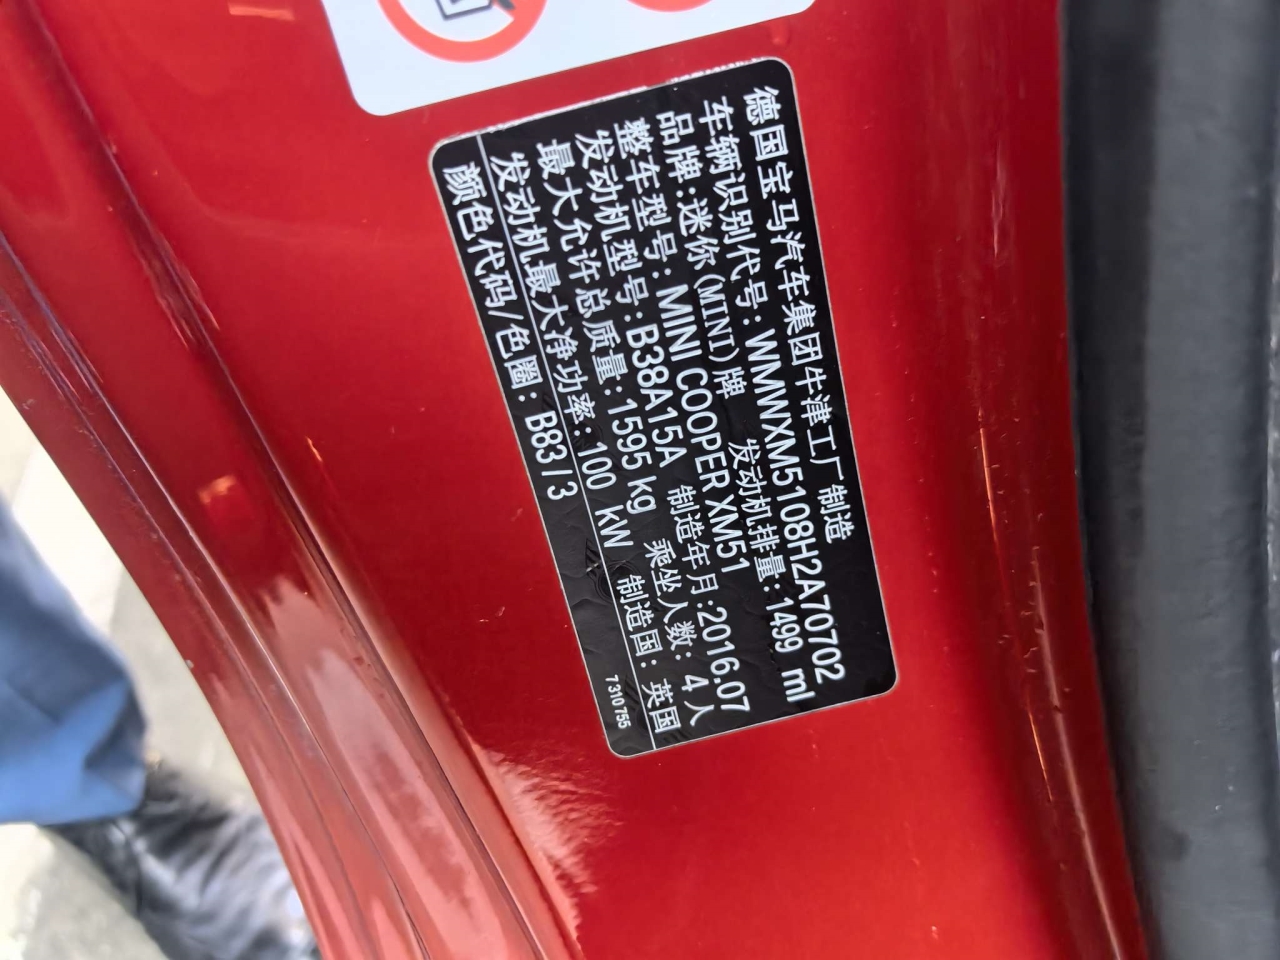 德国宝马汽车集团牛津工厂制造
车辆识别代号:WMWXM5108H2A70702
品牌:迷你(MINI)牌 发动机排量:1499 ml
整车型号:MINI COOPER XM51
发动机型号:B38A15A 制造年月:2016.07
最大允许总质量:1595 kg 乘坐人数:4人
发动机最大净功率:100 kW 制造国:英国
颜色代码/色圈:B83/3
7310755